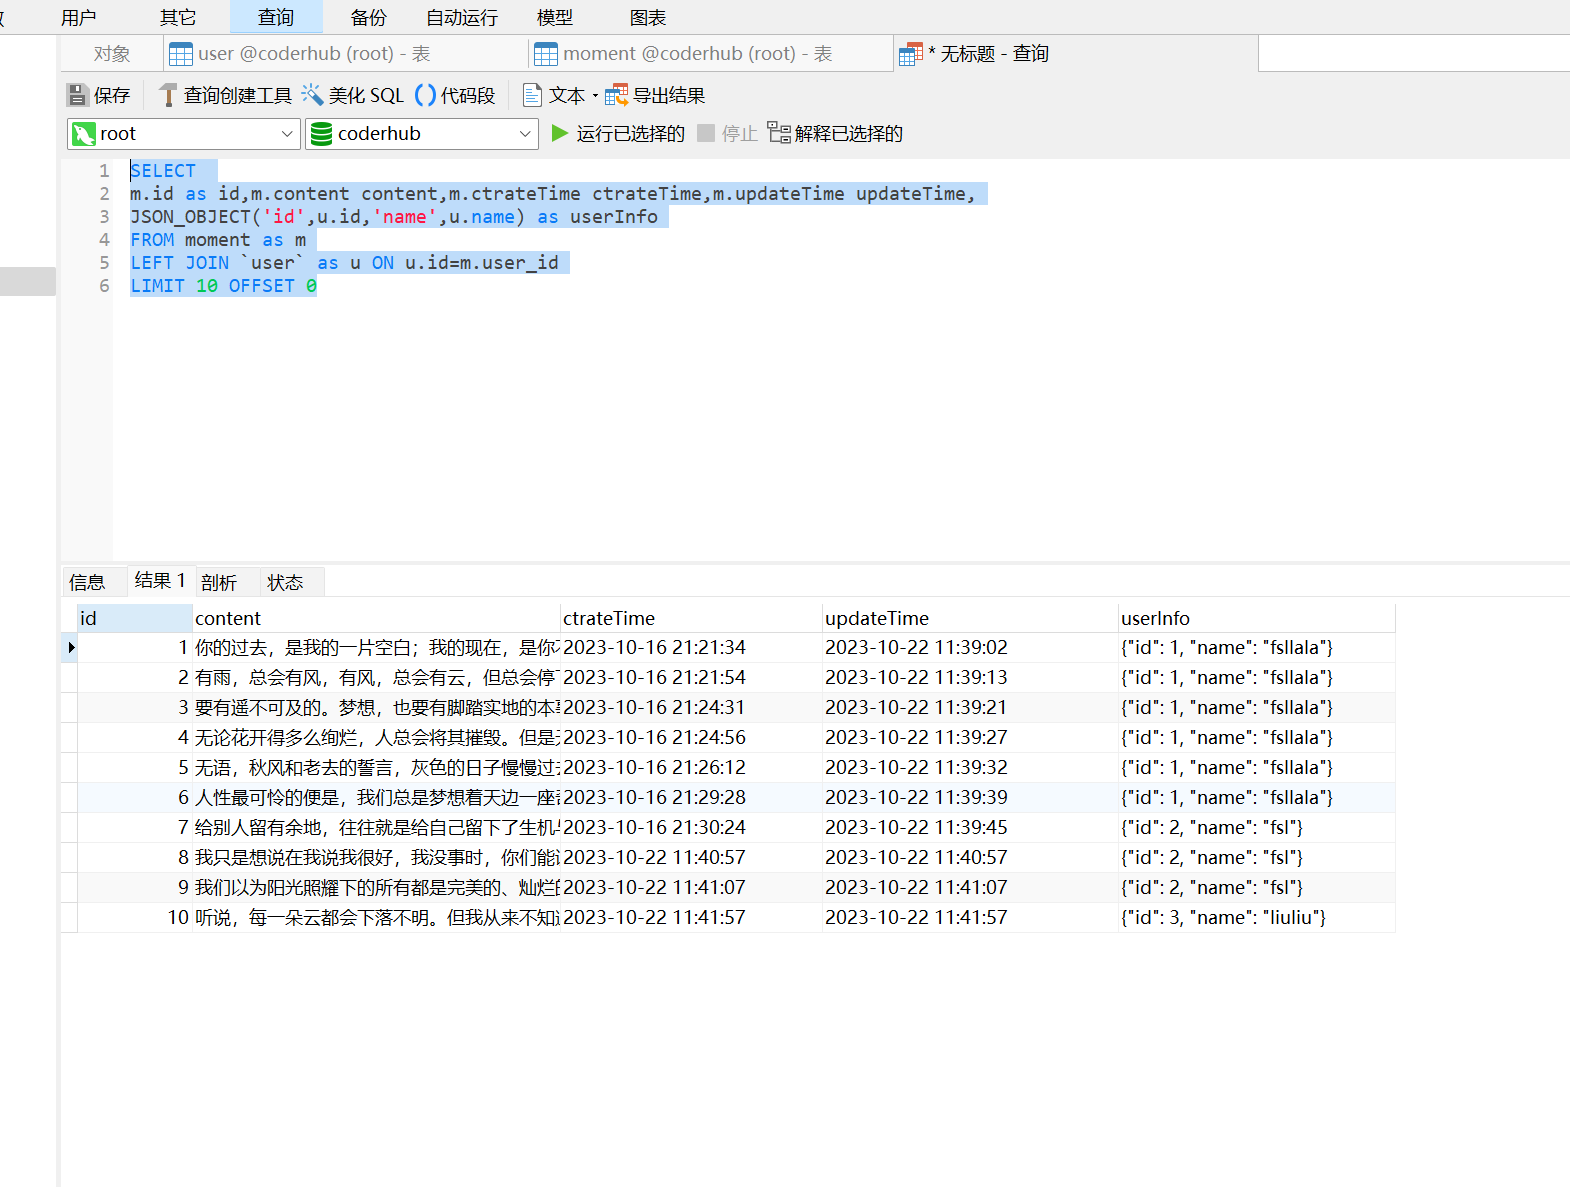 用户 其它 查询 备份 自动运行 模型 图表
对象 user @coderhub (root) - 表 moment @coderhub (root) - 表 * 无标题 - 查询
保存 查询创建工具 美化 SQL () 代码段 文本 导出结果
root coderhub 运行已选择的 停止 解释已选择的
1 SELECT
2 m.id as id,m.content content,m.ctrateTime ctrateTime,m.updateTime updateTime,
3 JSON_OBJECT('id',u.id,'name',u.name) as userInfo
4 FROM moment as m
5 LEFT JOIN `user` as u ON u.id=m.user_id
6 LIMIT 10 OFFSET 0
信息 结果 1 剖析 状态
id content ctrateTime updateTime userInfo
1 你的过去，是我的一片空白；我的现在，是你 2023-10-16 21:21:34 2023-10-22 11:39:02 {"id": 1, "name": "fsllala"}
2 有雨，总会有风，有风，总会有云，但总会停 2023-10-16 21:21:54 2023-10-22 11:39:13 {"id": 1, "name": "fsllala"}
3 要有遥不可及的。梦想，也要有脚踏实地的本 2023-10-16 21:24:31 2023-10-22 11:39:21 {"id": 1, "name": "fsllala"}
4 无论花开得多么绚烂，人总会将其摧毁。但是 2023-10-16 21:24:56 2023-10-22 11:39:27 {"id": 1, "name": "fsllala"}
5 无语，秋风和老去的誓言，灰色的日子慢慢过 2023-10-16 21:26:12 2023-10-22 11:39:32 {"id": 1, "name": "fsllala"}
6 人性最可怜的便是，我们总是梦想着天边一座 2023-10-16 21:29:28 2023-10-22 11:39:39 {"id": 1, "name": "fsllala"}
7 给别人留有余地，往往就是给自己留下了生机 2023-10-16 21:30:24 2023-10-22 11:39:45 {"id": 2, "name": "fsl"}
8 我只是想说在我说我很好，我没事时，你们能 2023-10-22 11:40:57 2023-10-22 11:40:57 {"id": 2, "name": "fsl"}
9 我们以为阳光照耀下的所有都是完美的、灿烂的 2023-10-22 11:41:07 2023-10-22 11:41:07 {"id": 2, "name": "fsl"}
10 听说，每一朵云都会下落不明。但我从来不知 2023-10-22 11:41:57 2023-10-22 11:41:57 {"id": 3, "name": "liuliu"}